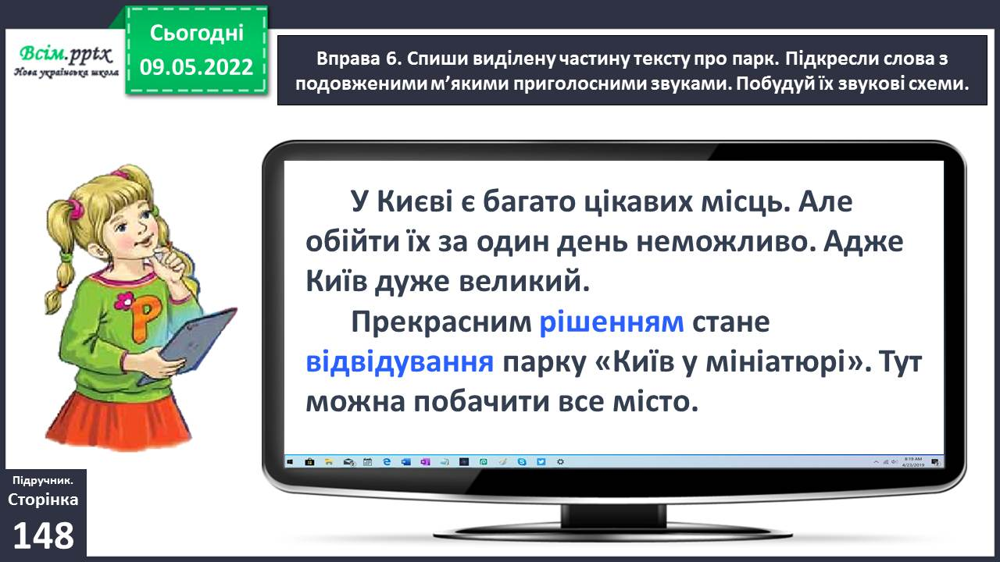 Всім.pptx
Нова українська школа
Сьогодні
09.05.2022
Вправа 6. Спиши виділену частину тексту про парк. Підкресли слова з
подовженими м’якими приголосними звуками. Побудуй їх звукові схеми.
У Києві є багато цікавих місць. Але
обійти їх за один день неможливо. Адже
Київ дуже великий.
Прекрасним рішенням стане
відвідування парку «Київ у мініатюрі». Тут
можна побачити все місто.
Р
8:19 AM
4/23/2019
Підручник.
Сторінка
148